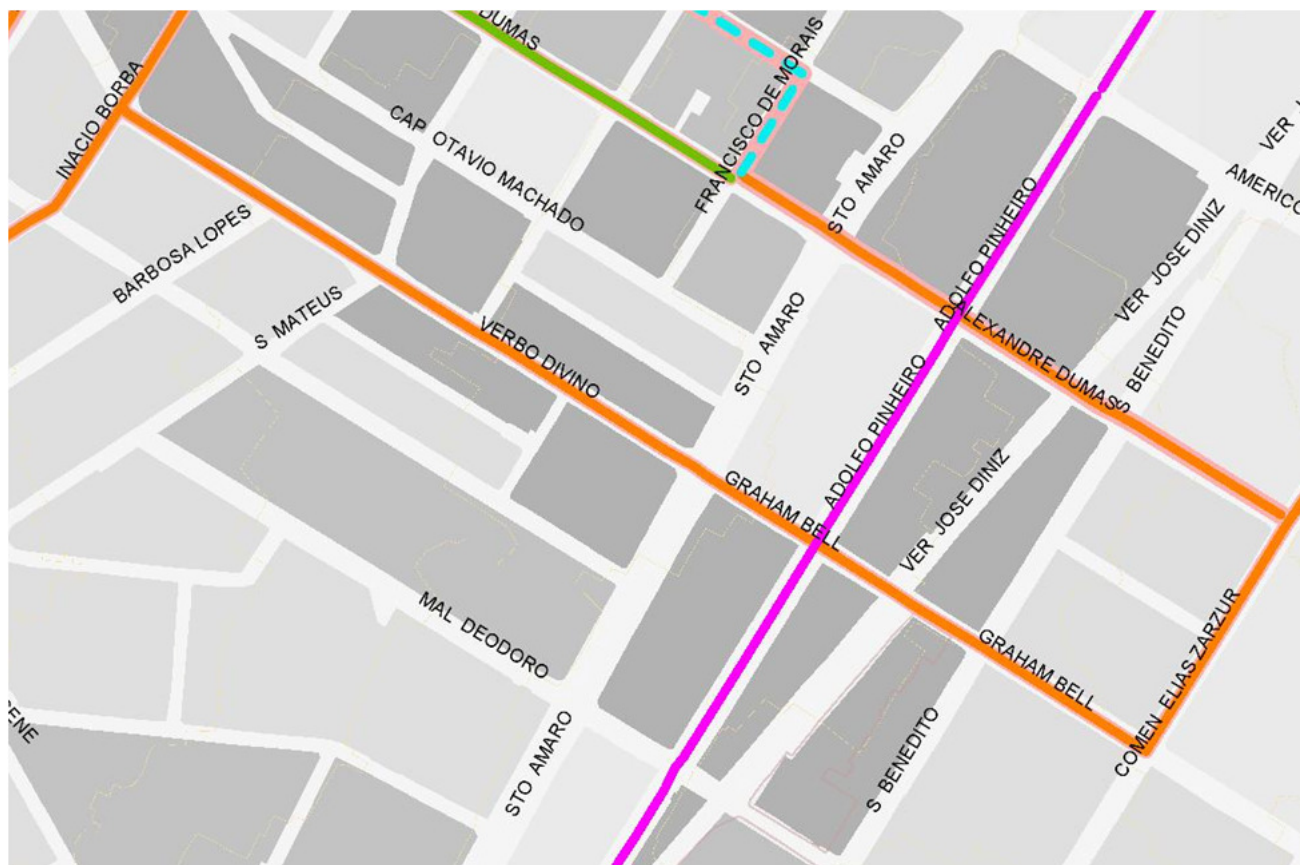 DUMAS
FRANCISCO DE MORAIS
INACIO BORBA
CAP OTAVIO MACHADO
STO AMARO
VER J
AMERICO
BARBOSA LOPES
ADOLFO PINHEIRO
VER JOSE DINIZ
S MATEUS
VERBO DIVINO
STO AMARO
ALEXANDRE DUMAS
S BENEDITO
ADOLFO PINHEIRO
GRAHAM BELL
VER JOSE DINIZ
MAL DEODORO
GRAHAM BELL
COMEN ELIAS ZARZUR
ENE
STO AMARO
S BENEDITO